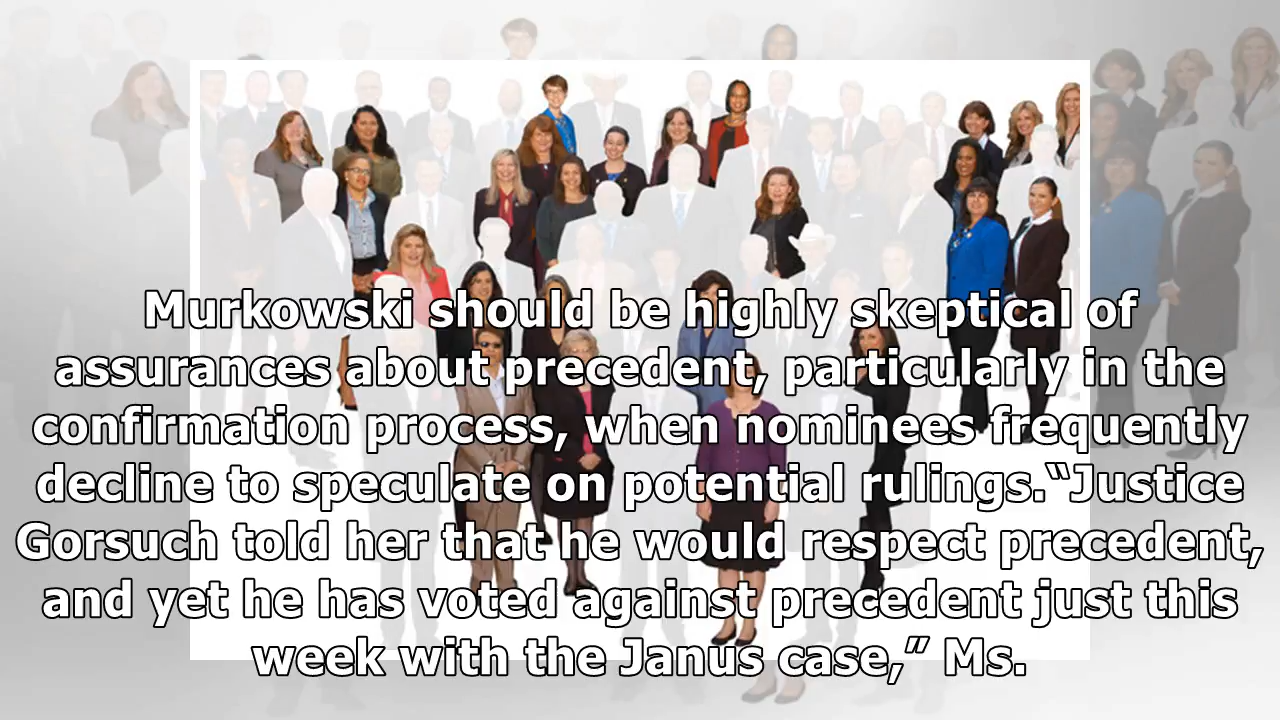 Murkowski should be highly skeptical of
assurances about precedent, particularly in the
confirmation process, when nominees frequently
decline to speculate on potential rulings.“Justice
Gorsuch told her that he would respect precedent,
and yet he has voted against precedent just this
week with the Janus case,” Ms.